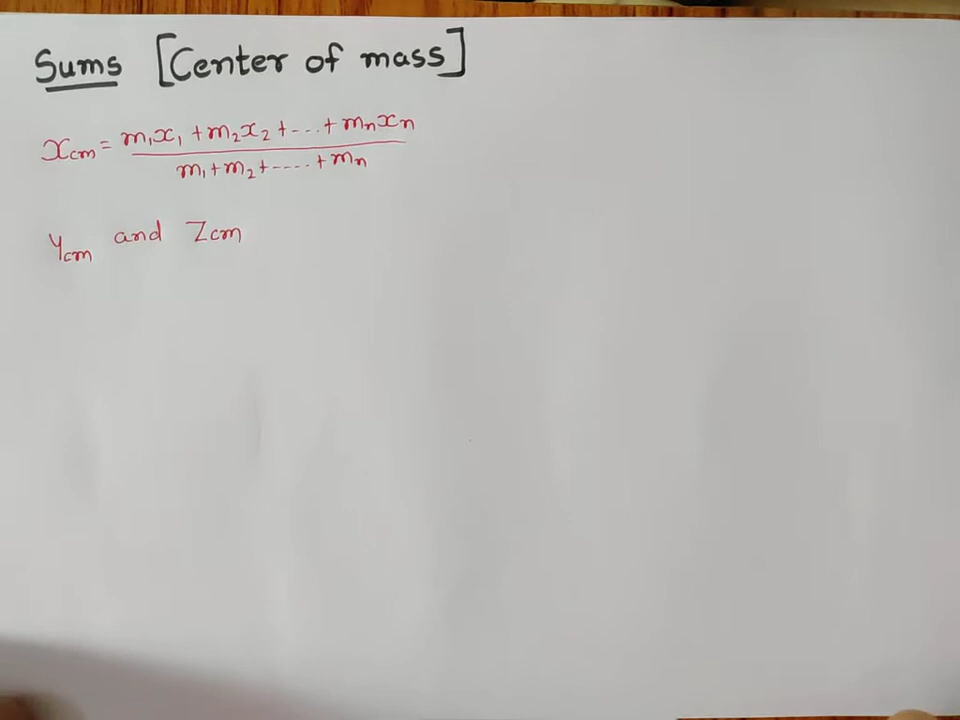 Sums [Center of mass]
xcm = m1x1 + m2x2 + ... + mnxn
m1 + m2 + ..... + mn
Ycm and Zcm